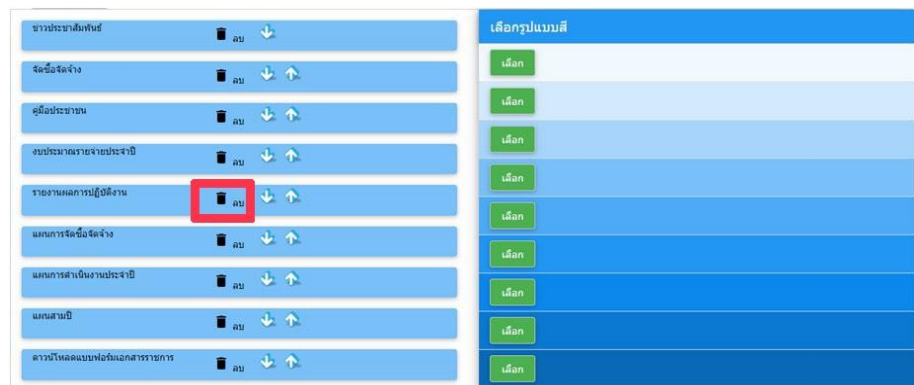 ข่าวประชาสัมพันธ์
ลบ
จัดซื้อจัดจ้าง
ลบ
คู่มือประชาชน
ลบ
งบประมาณรายจ่ายประจำปี
ลบ
รายงานผลการปฏิบัติงาน
ลบ
แผนการจัดซื้อจัดจ้าง
ลบ
แผนการดำเนินงานประจำปี
ลบ
แผนสามปี
ลบ
ดาวน์โหลดแบบฟอร์มเอกสารราชการ
ลบ
เลือกรูปแบบสี
เลือก
เลือก
เลือก
เลือก
เลือก
เลือก
เลือก
เลือก
เลือก